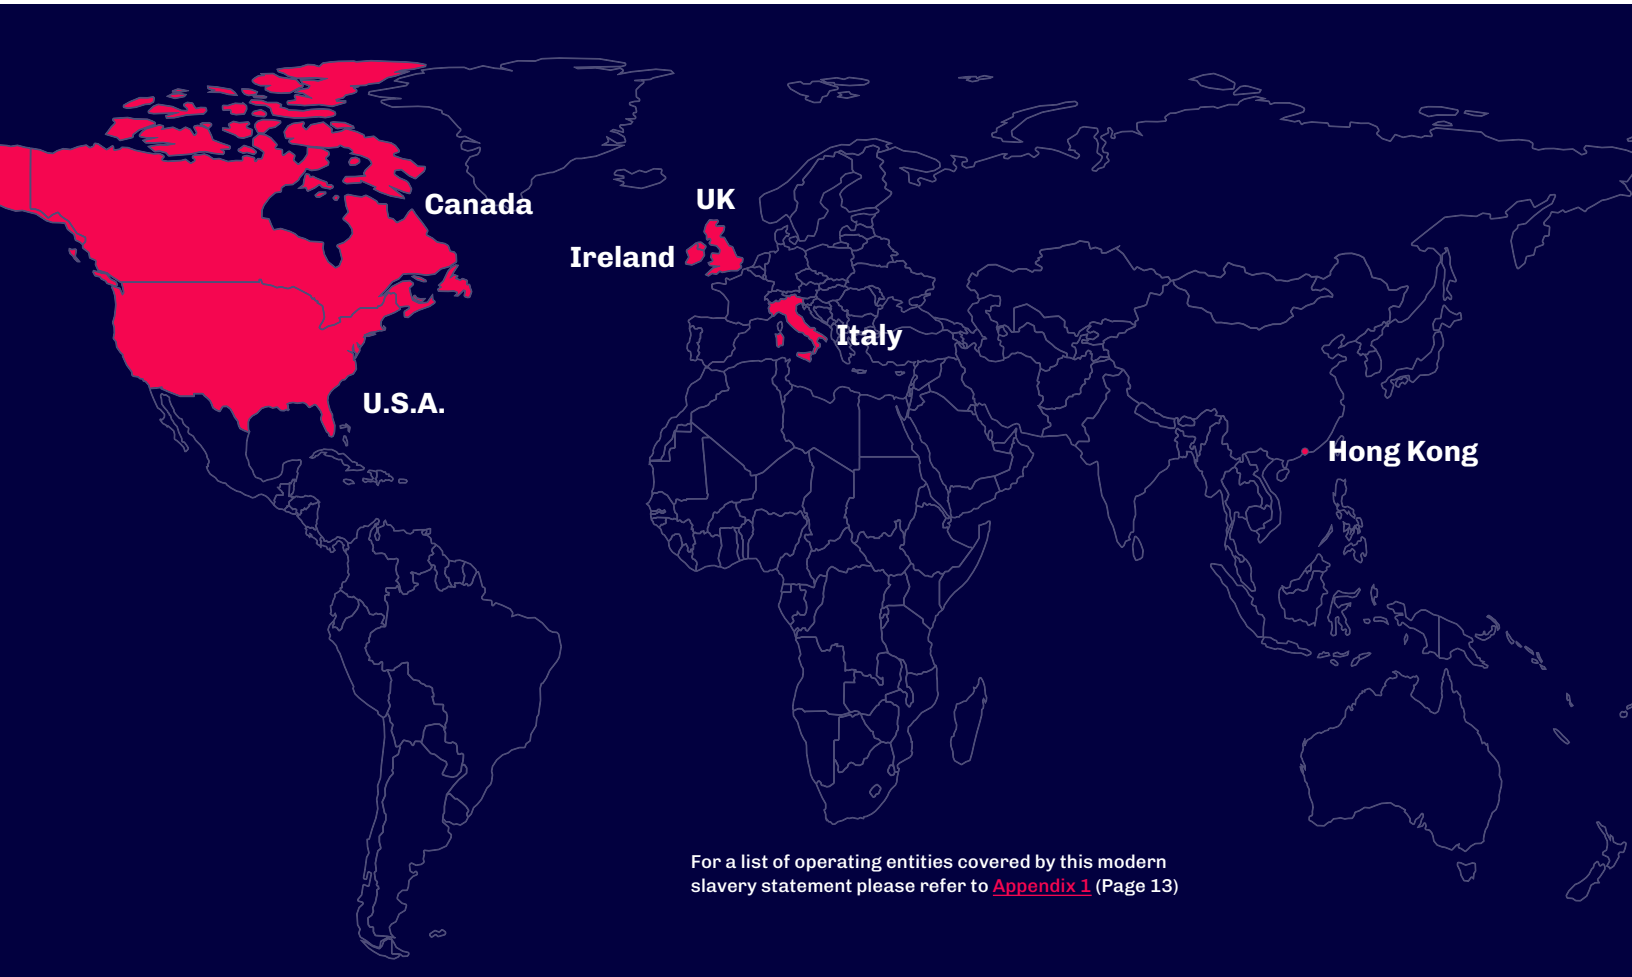 UK
Canada
Ireland
Italy
U.S.A.
Hong Kong
For a list of operating entities covered by this modern
slavery statement please refer to Appendix 1 (Page 13)